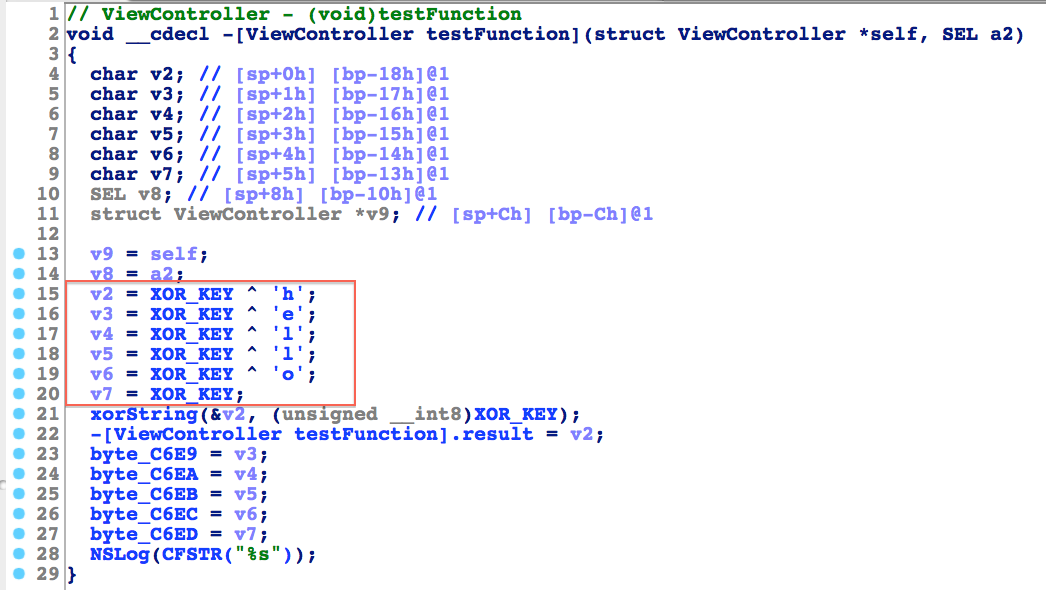 1 // ViewController - (void)testFunction
2 void __cdecl -[ViewController testFunction](struct ViewController *self, SEL a2)
3 {
4 char v2; // [sp+0h] [bp-18h]@1
5 char v3; // [sp+1h] [bp-17h]@1
6 char v4; // [sp+2h] [bp-16h]@1
7 char v5; // [sp+3h] [bp-15h]@1
8 char v6; // [sp+4h] [bp-14h]@1
9 char v7; // [sp+5h] [bp-13h]@1
10 SEL v8; // [sp+8h] [bp-10h]@1
11 struct ViewController *v9; // [sp+Ch] [bp-Ch]@1
12
13 v9 = self;
14 v8 = a2;
15 v2 = XOR_KEY ^ 'h';
16 v3 = XOR_KEY ^ 'e';
17 v4 = XOR_KEY ^ 'l';
18 v5 = XOR_KEY ^ 'l';
19 v6 = XOR_KEY ^ 'o';
20 v7 = XOR_KEY;
21 xorString(&v2, (unsigned __int8)XOR_KEY);
22 -[ViewController testFunction].result = v2;
23 byte_C6E9 = v3;
24 byte_C6EA = v4;
25 byte_C6EB = v5;
26 byte_C6EC = v6;
27 byte_C6ED = v7;
28 NSLog(CFSTR("%s"));
29 }